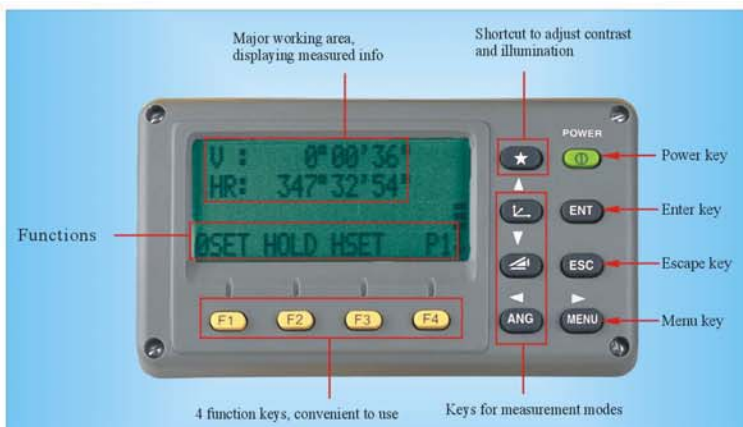 Major working area,
displaying measured info
Shortcut to adjust contrast
and illumination
POWER
V : 0°00'36"
HR: 347°32'54"
Power key
ENT
Enter key
Functions
0SET HOLD HSET P1
ESC
Escape key
F1 F2 F3 F4
ANG
MENU
Menu key
4 function keys, convenient to use
Keys for measurement modes